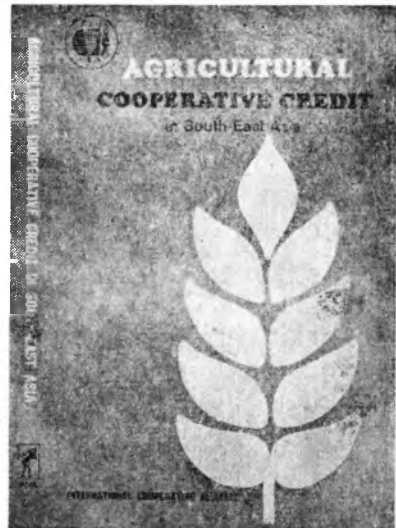 AGRICULTURAL
COOPERATIVE CREDIT
in South-East Asia
INTERNATIONAL COOPERATIVE ALLIANCE
AGRICULTURAL COOPERATIVE CREDIT IN SOUTH-EAST ASIA